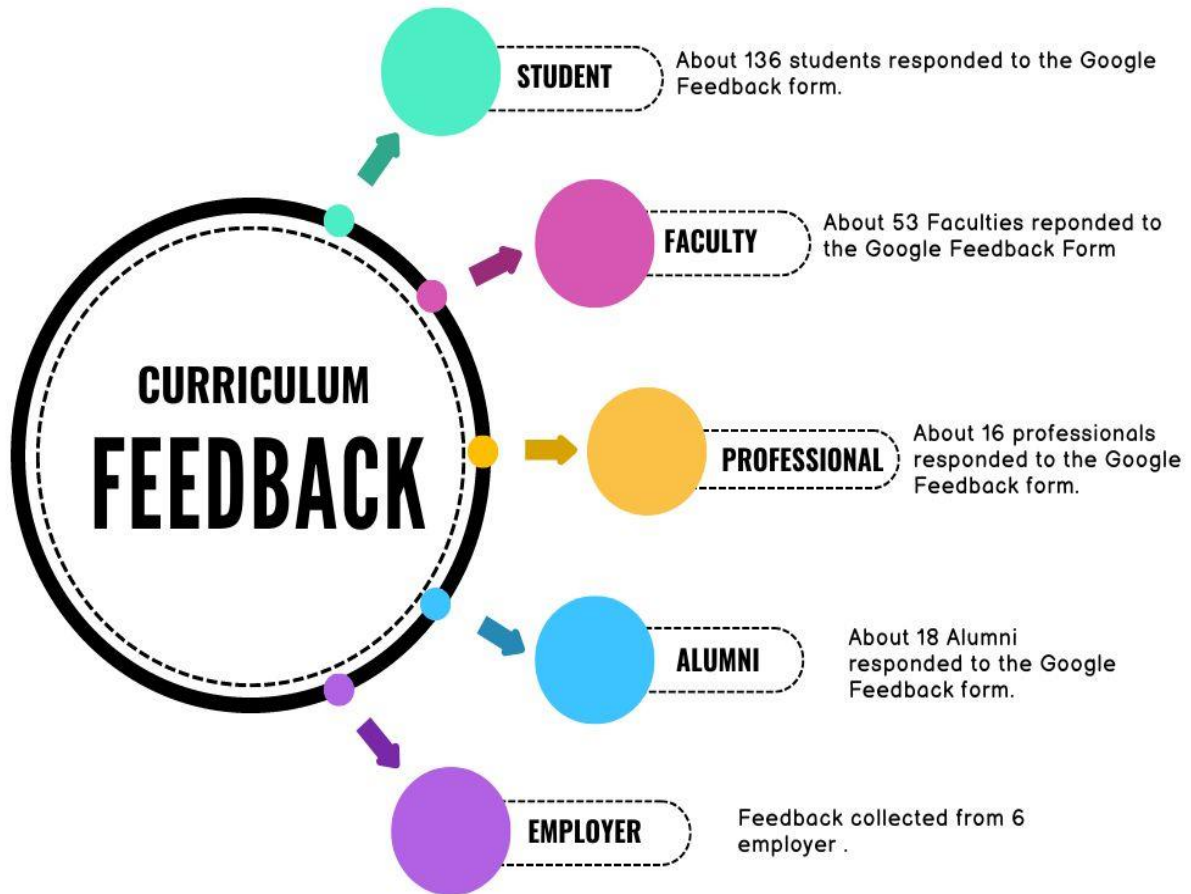 STUDENT
About 136 students responded to the Google
Feedback form.
FACULTY
About 53 Faculties reponded to
the Google Feedback Form
CURRICULUM
FEEDBACK
PROFESSIONAL
About 16 professionals
responded to the Google
Feedback form.
ALUMNI
About 18 Alumni
responded to the Google
Feedback form.
EMPLOYER
Feedback collected from 6
employer .